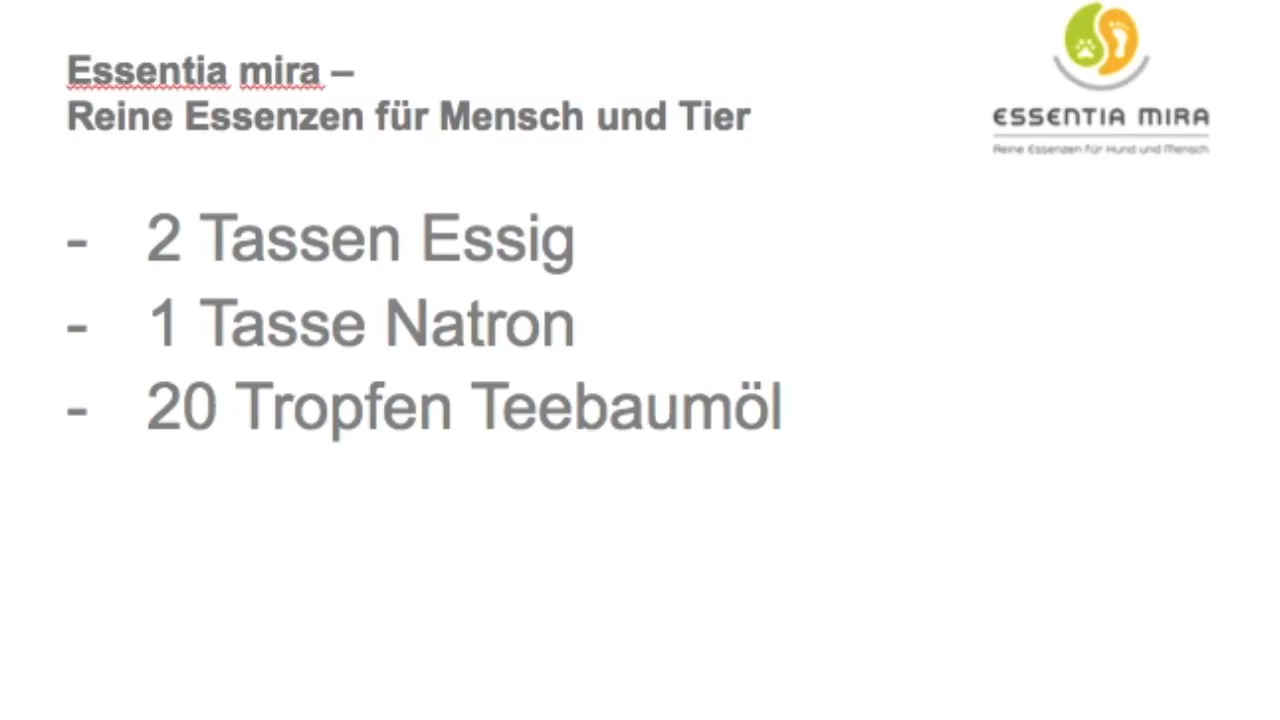 Essentia mira –
Reine Essenzen für Mensch und Tier
ESSENTIA MIRA
Reine Essenzen für Hund und Mensch
- 2 Tassen Essig
- 1 Tasse Natron
- 20 Tropfen Teebaumöl